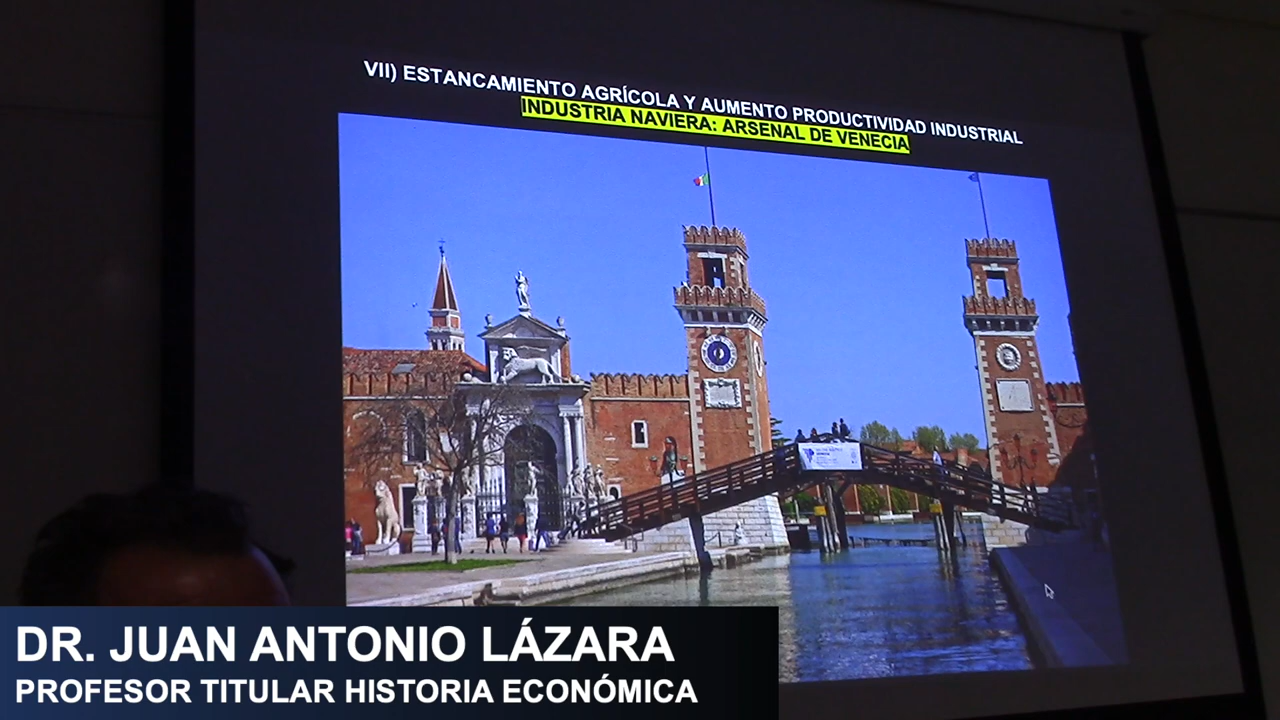 VII) ESTANCAMIENTO AGRÍCOLA Y AUMENTO PRODUCTIVIDAD INDUSTRIAL
INDUSTRIA NAVIERA: ARSENAL DE VENECIA
DR. JUAN ANTONIO LÁZARA
PROFESOR TITULAR HISTORIA ECONÓMICA